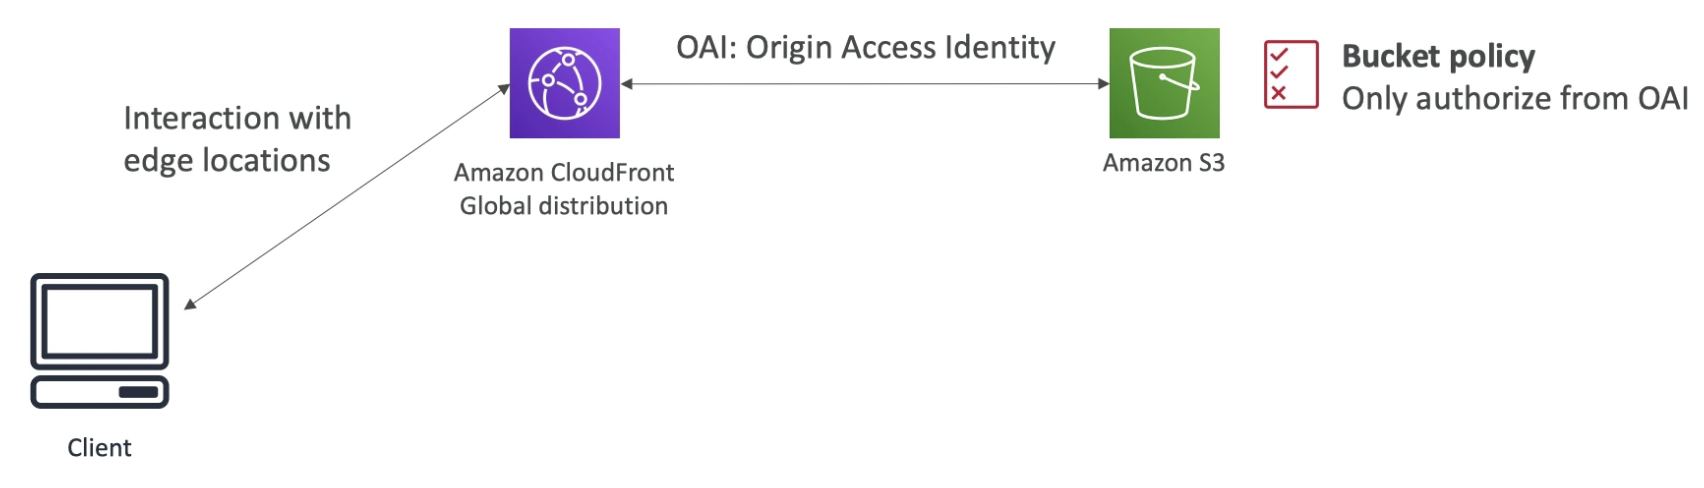 OAI: Origin Access Identity
Bucket policy
Only authorize from OAI
Interaction with
edge locations
Amazon CloudFront
Global distribution
Amazon S3
Client